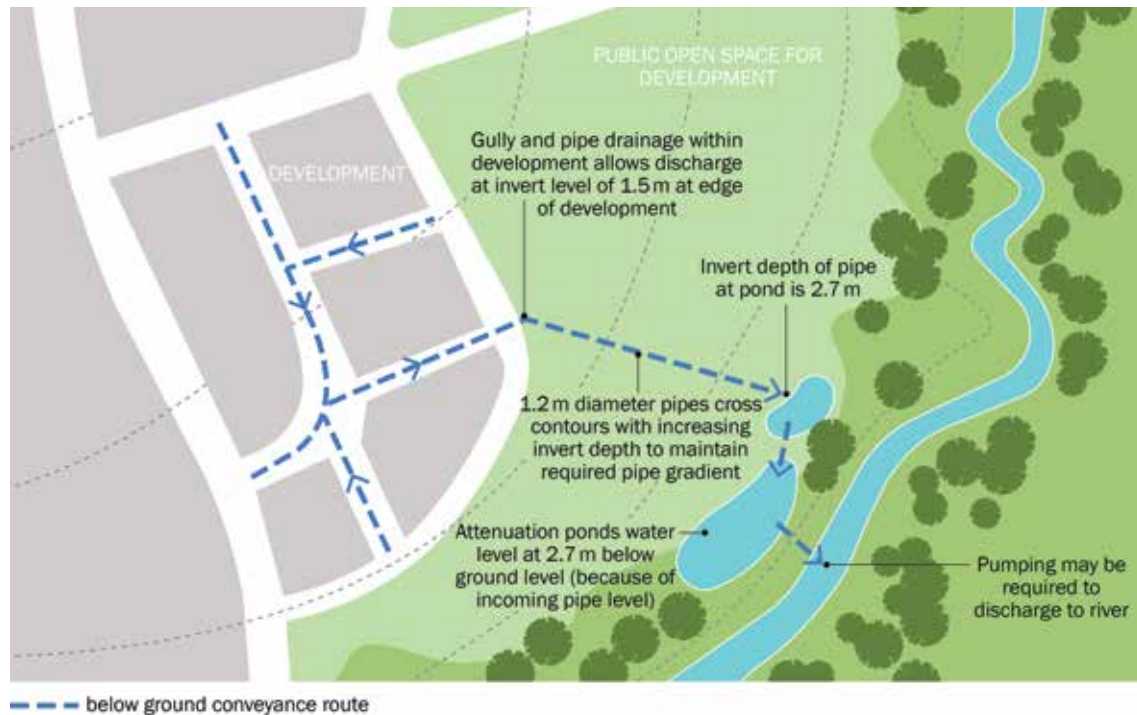 PUBLIC OPEN SPACE FOR
DEVELOPMENT
Gully and pipe drainage within
development allows discharge
at invert level of 1.5 m at edge
of development
DEVELOPMENT
Invert depth of pipe
at pond is 2.7 m
1.2 m diameter pipes cross
contours with increasing
invert depth to maintain
required pipe gradient
Attenuation ponds water
level at 2.7 m below
ground level (because of
incoming pipe level)
Pumping may be
required to
discharge to river
below ground conveyance route